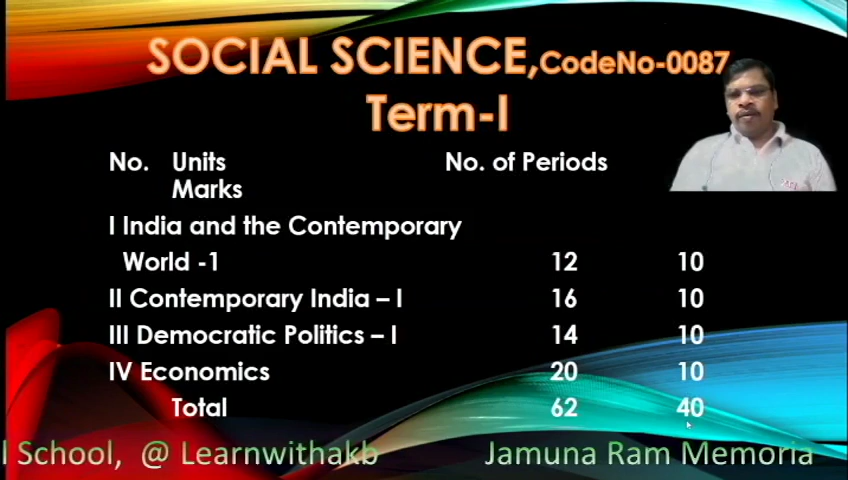 SOCIAL SCIENCE,CodeNo-0087
Term-I
No. Units No. of Periods
Marks
I India and the Contemporary
World -1 12 10
II Contemporary India – I 16 10
III Democratic Politics – I 14 10
IV Economics 20 10
Total 62 40
l School, @ Learnwithakb Jamuna Ram Memoria